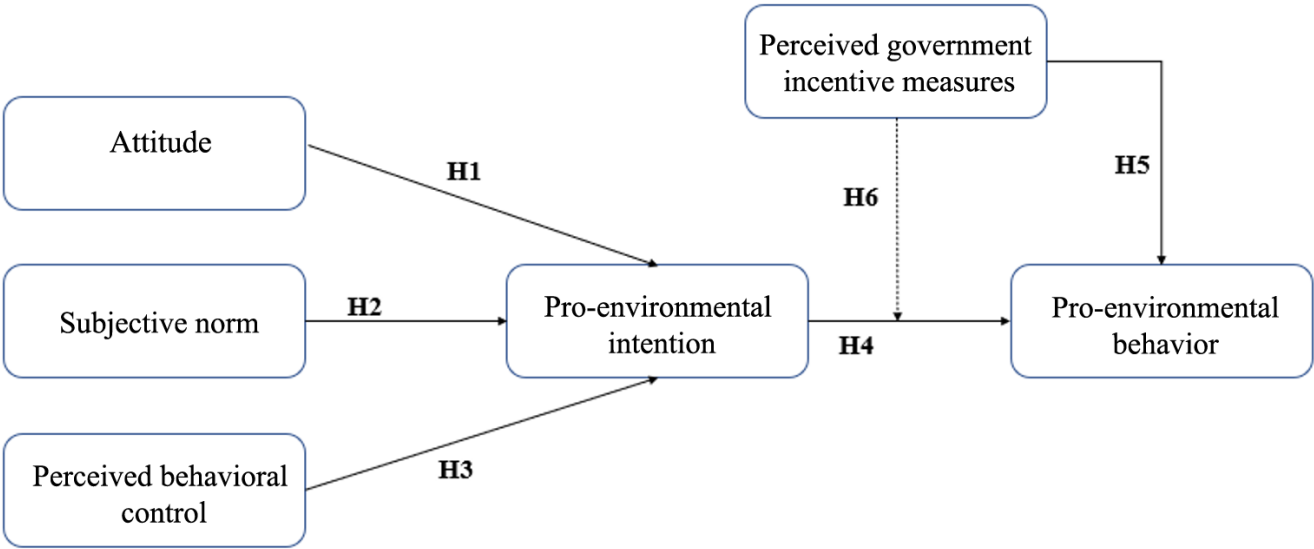 Perceived government
incentive measures
Attitude
H1
H5
H6
Subjective norm
H2
Pro-environmental
intention
H4
Pro-environmental
behavior
Perceived behavioral
control
H3